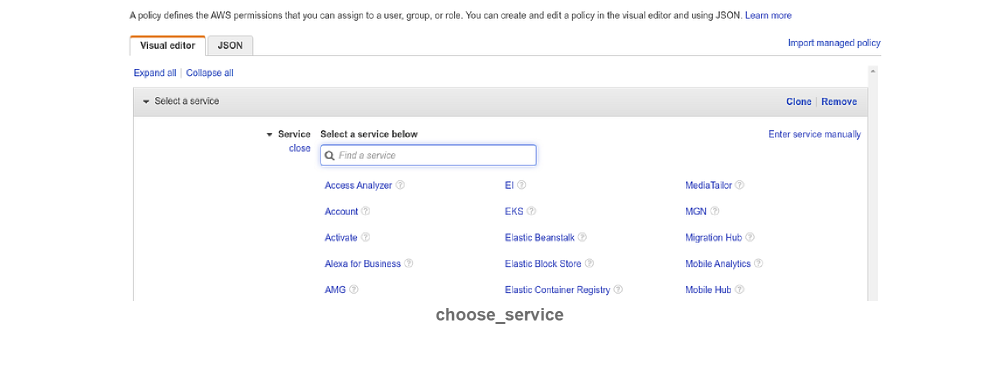 A policy defines the AWS permissions that you can assign to a user, group, or role. You can create and edit a policy in the visual editor and using JSON. Learn more
Visual editor JSON Import managed policy
Expand all | Collapse all
Select a service Clone | Remove
Service Select a service below Enter service manually
close
Find a service
Access Analyzer EI MediaTailor
Account EKS MGN
Activate Elastic Beanstalk Migration Hub
Alexa for Business Elastic Block Store Mobile Analytics
AMG Elastic Container Registry Mobile Hub
choose_service